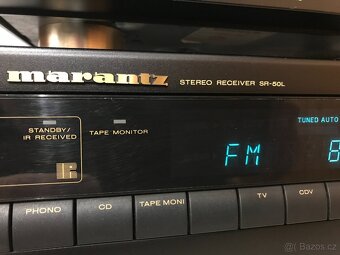 marantz STEREO RECEIVER SR-50L
TUNED AUTO
STANDBY/
IR RECEIVED
TAPE MONITOR
FM
TV CDV
PHONO CD TAPE MONI
sbazar.cz